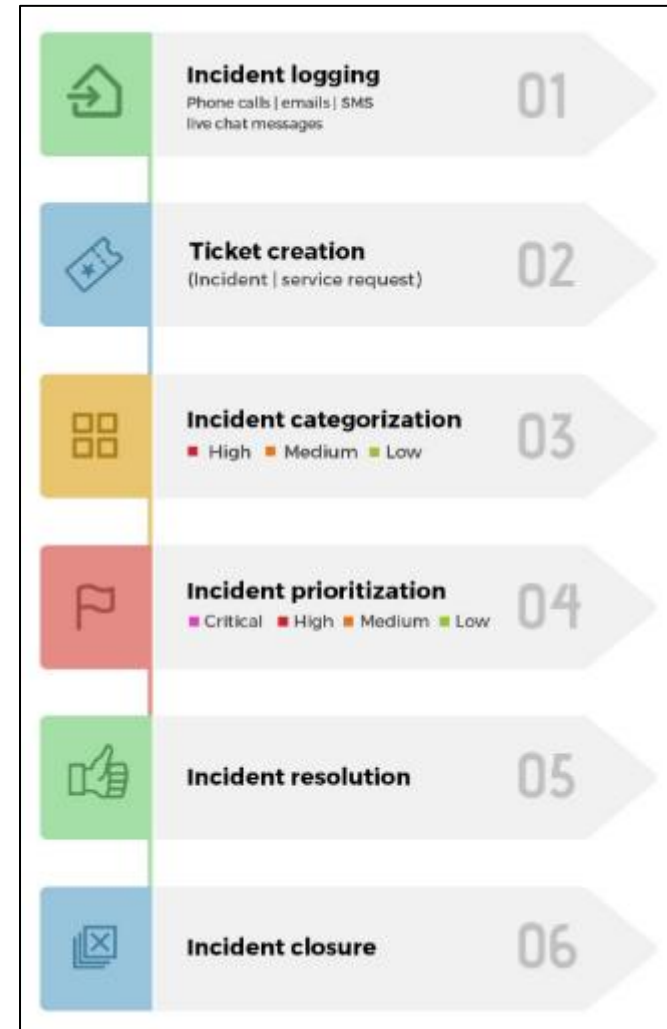 Incident logging
01
Phone calls | emails | SMS
live chat messages
Ticket creation
02
(Incident | service request)
Incident categorization
03
High Medium Low
Incident prioritization
04
Critical High Medium Low
Incident resolution
05
Incident closure
06